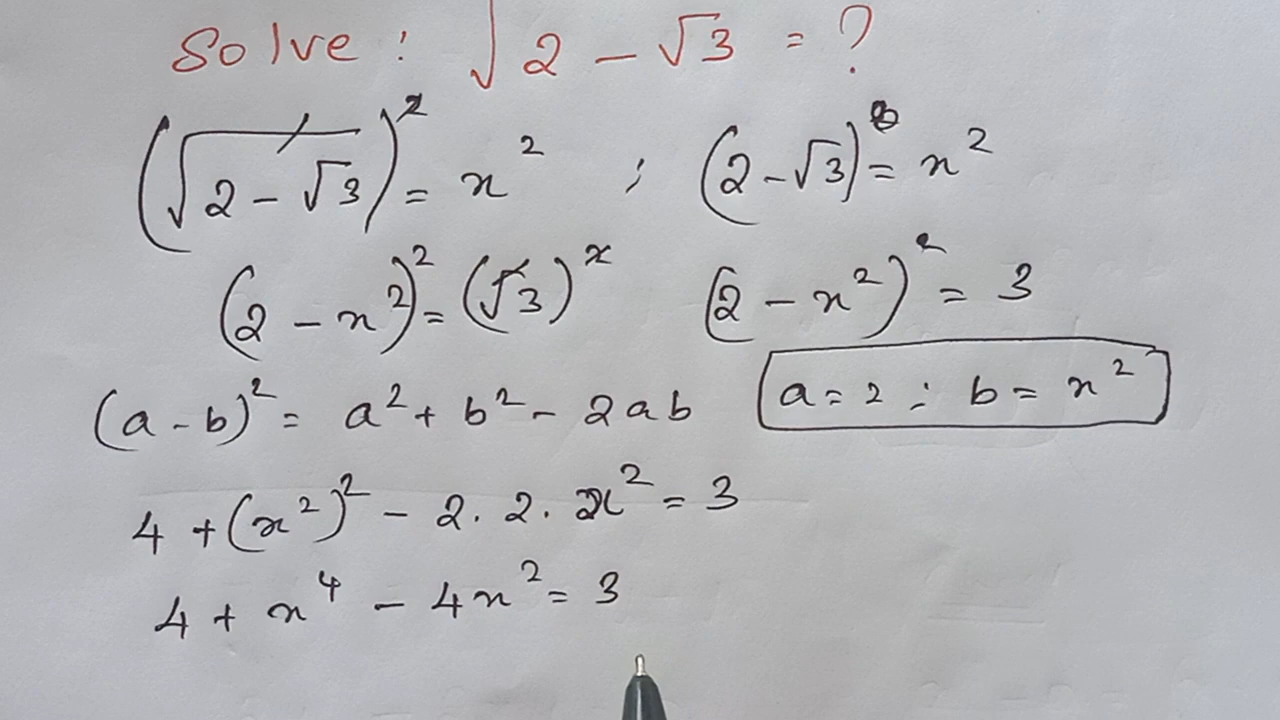 Solve : √2 - √3 = ?
(√(2 - √3))² = x² ; (2 - √3) = x²
(2 - x²)² = (√3)² (2 - x²)² = 3
(a - b)² = a² + b² - 2ab a = 2 ; b = x²
4 + (x²)² - 2 . 2 . x² = 3
4 + x⁴ - 4x² = 3